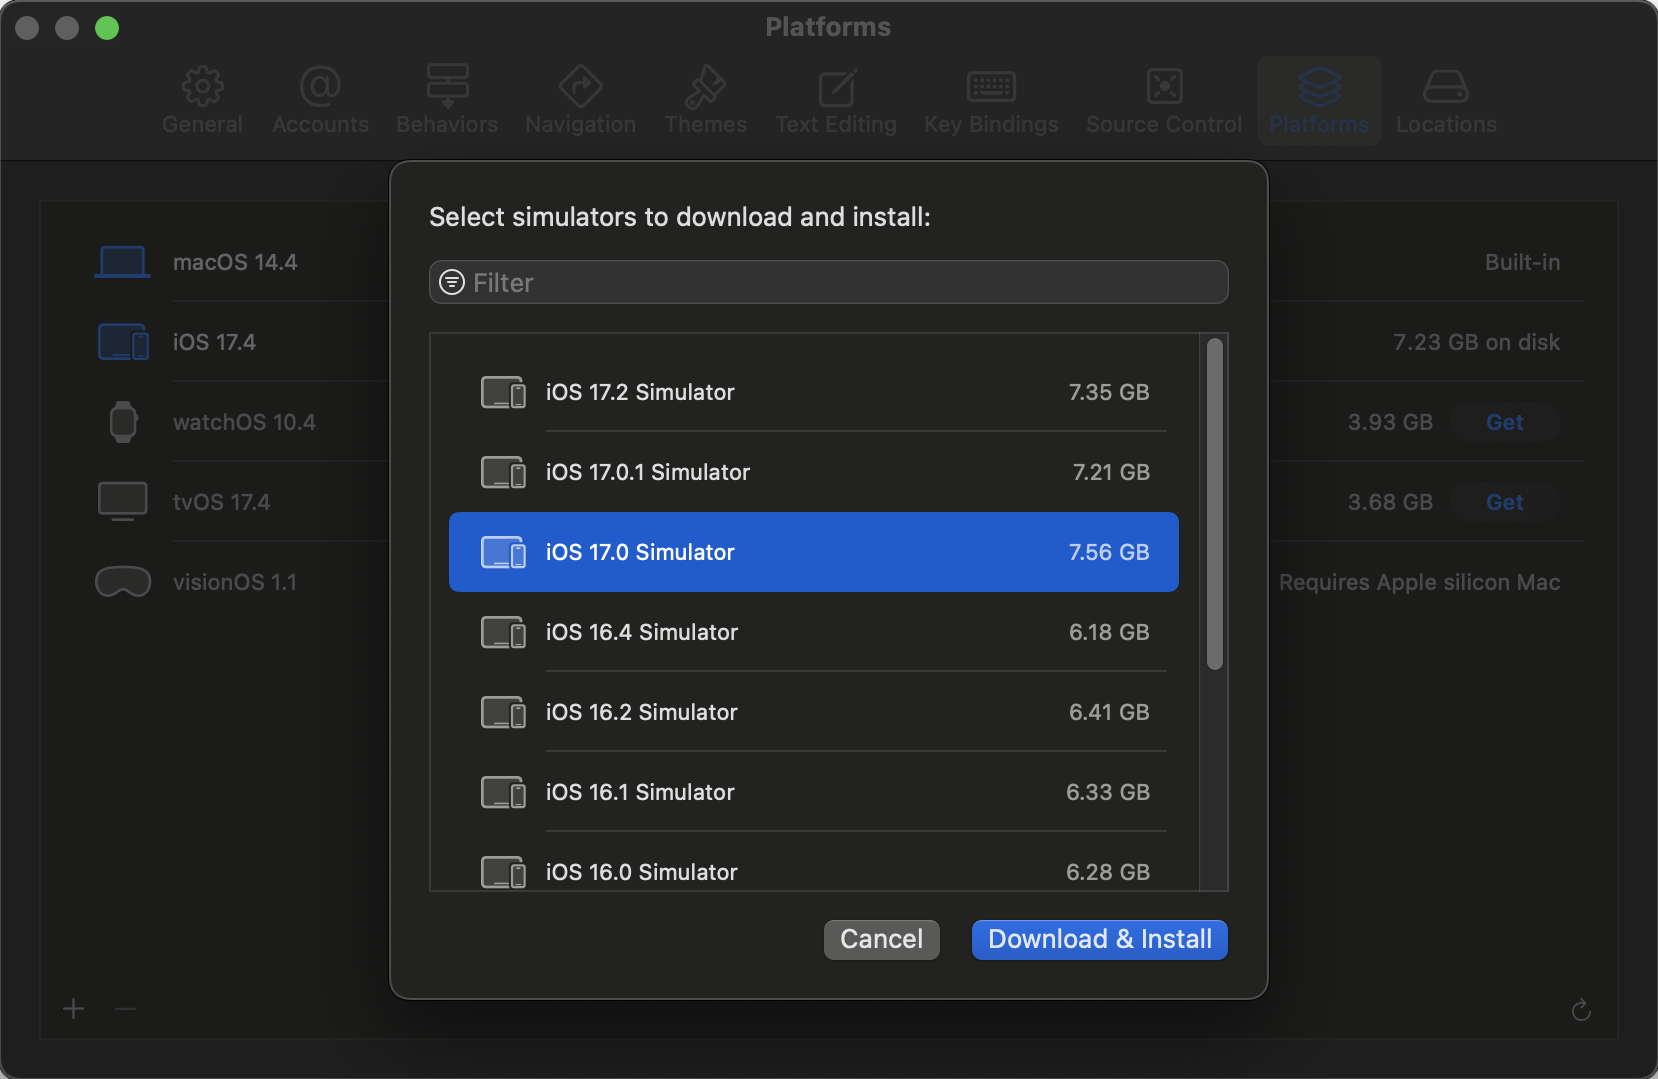 Platforms
General Accounts Behaviors Navigation Themes Text Editing Key Bindings Source Control Platforms Locations
Select simulators to download and install:
Filter
macOS 14.4 Built-in
iOS 17.4 7.23 GB on disk
watchOS 10.4 3.93 GB Get
tvOS 17.4 3.68 GB Get
visionOS 1.1 Requires Apple silicon Mac
iOS 17.2 Simulator 7.35 GB
iOS 17.0.1 Simulator 7.21 GB
iOS 17.0 Simulator 7.56 GB
iOS 16.4 Simulator 6.18 GB
iOS 16.2 Simulator 6.41 GB
iOS 16.1 Simulator 6.33 GB
iOS 16.0 Simulator 6.28 GB
Cancel Download & Install